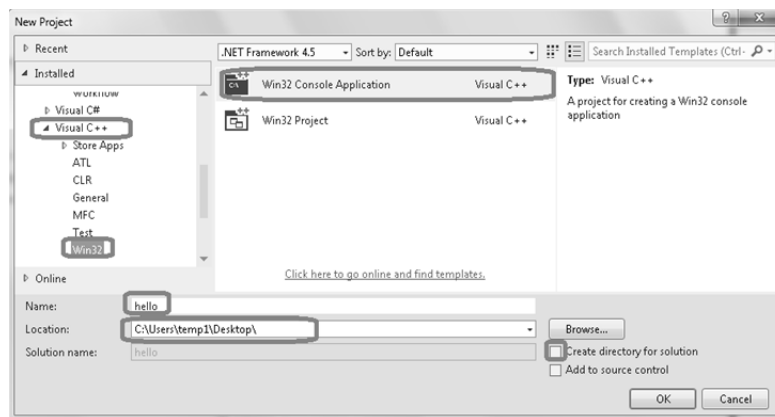 New Project
Recent
.NET Framework 4.5
Sort by: Default
Search Installed Templates (Ctrl-
Installed
Workflow
Visual C#
Visual C++
Store Apps
ATL
CLR
General
MFC
Test
Win32
Online
Win32 Console Application Visual C++
Win32 Project Visual C++
Click here to go online and find templates.
Type: Visual C++
A project for creating a Win32 console
application
Name: hello
Location: C:\Users\temp1\Desktop\
Browse...
Solution name: hello
Create directory for solution
Add to source control
OK Cancel